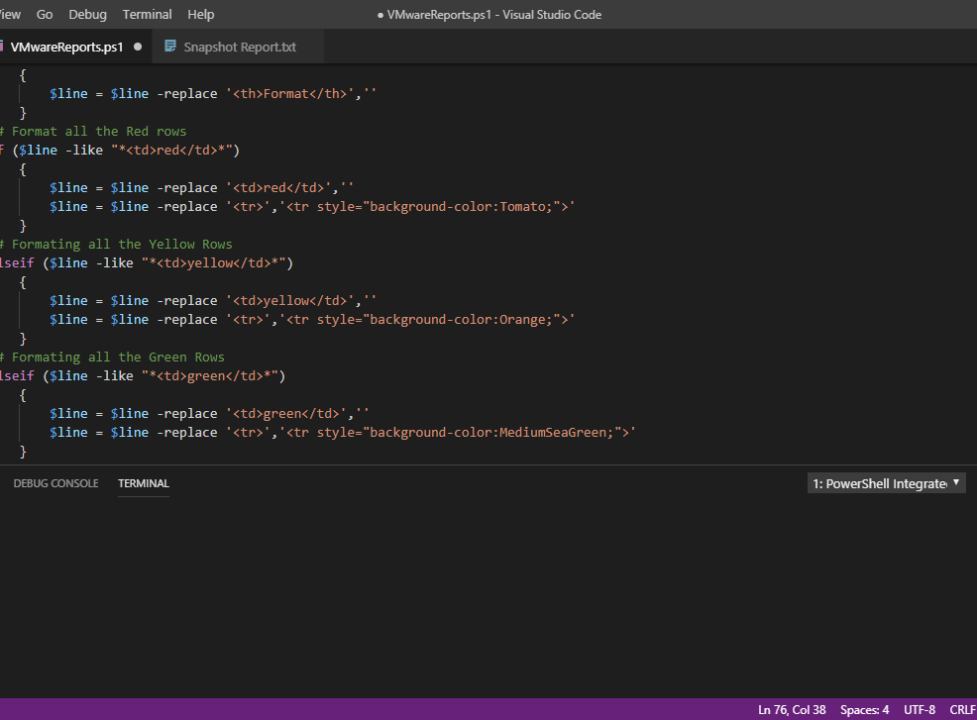 iew Go Debug Terminal Help ● VMwareReports.ps1 - Visual Studio Code
VMwareReports.ps1 ● Snapshot Report.txt
{
$line = $line -replace '<th>Format</th>',''
}
# Format all the Red rows
f ($line -like "*<td>red</td>*")
{
$line = $line -replace '<td>red</td>',''
$line = $line -replace '<tr>','<tr style="background-color:Tomato;">'
}
# Formating all the Yellow Rows
lseif ($line -like "*<td>yellow</td>*")
{
$line = $line -replace '<td>yellow</td>',''
$line = $line -replace '<tr>','<tr style="background-color:Orange;">'
}
# Formating all the Green Rows
lseif ($line -like "*<td>green</td>*")
{
$line = $line -replace '<td>green</td>',''
$line = $line -replace '<tr>','<tr style="background-color:MediumSeaGreen;">'
}
DEBUG CONSOLE TERMINAL 1: PowerShell Integrate
Ln 76, Col 38 Spaces: 4 UTF-8 CRLF